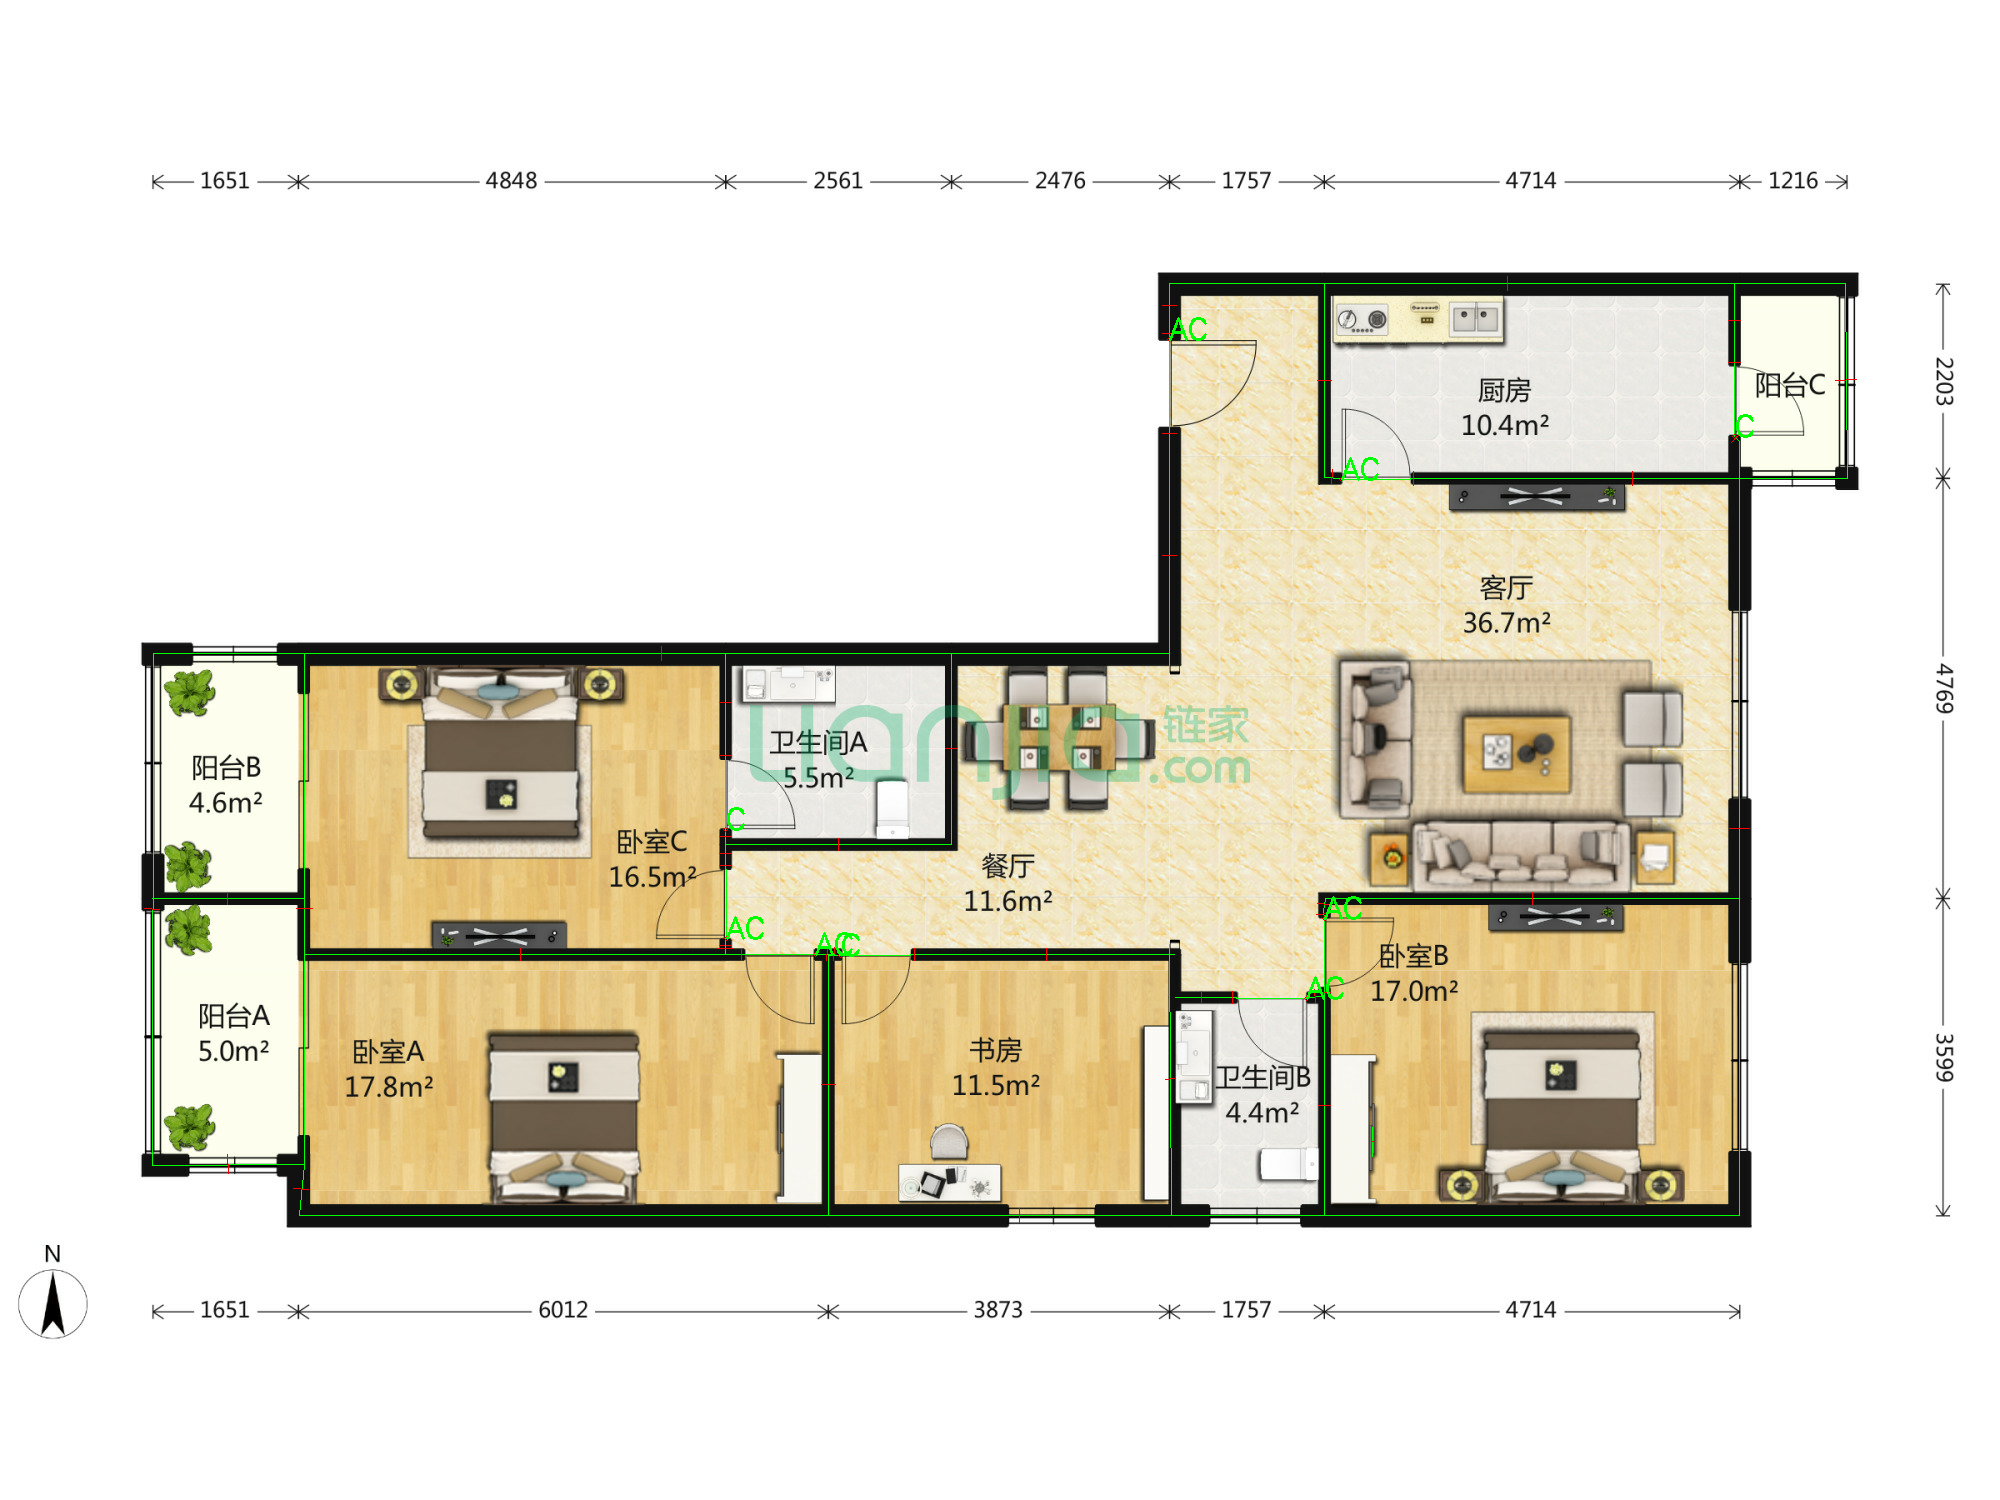 1651 4848 2561 2476 1757 4714 1216
AC
厨房
10.4m²
阳台C
C
AC
2203
客厅
36.7m²
4769
lianjia 链家
.com
卫生间A
5.5m²
阳台B
4.6m²
C
卧室C
16.5m²
餐厅
11.6m²
AC
AC
AC
C
卧室B
17.0m²
AC
阳台A
5.0m²
卧室A
17.8m²
书房
11.5m²
卫生间B
4.4m²
3599
N
1651 6012 3873 1757 4714